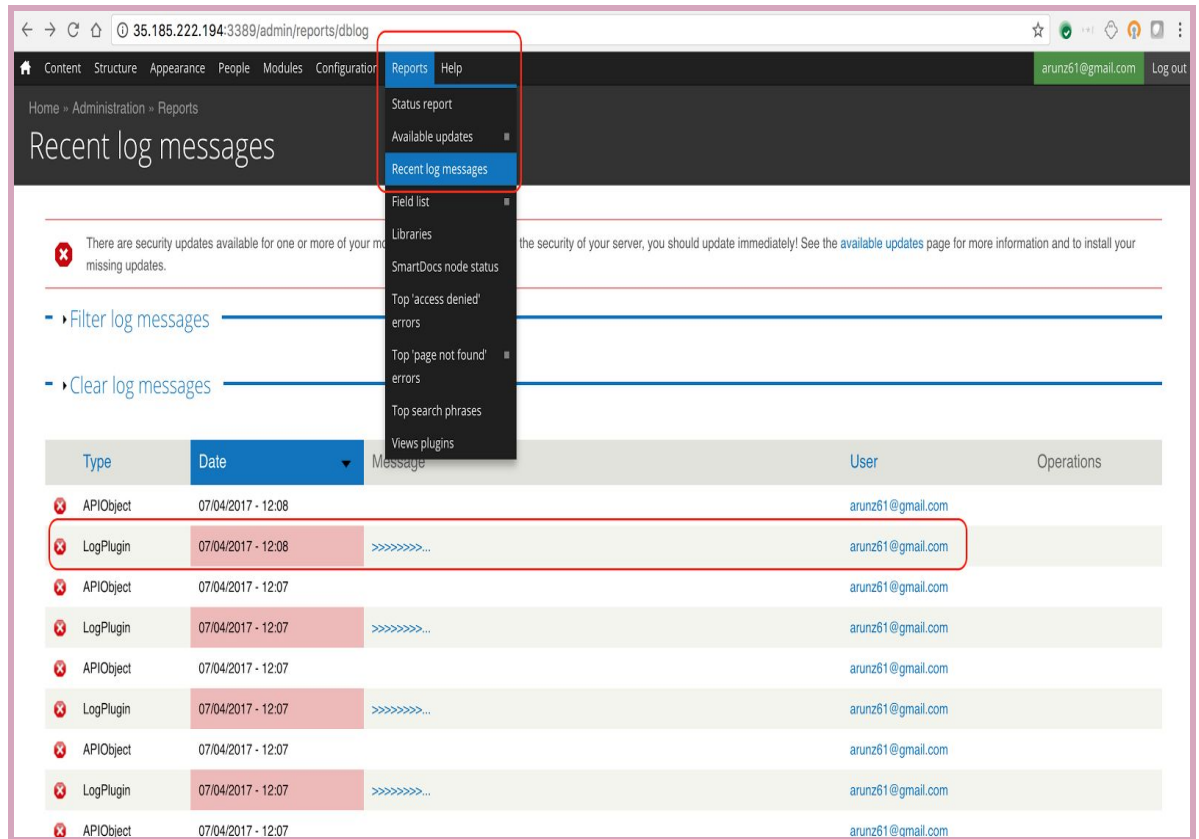 35.185.222.194:3389/admin/reports/dblog
Content Structure Appearance People Modules Configuration Reports Help arunz61@gmail.com Log out
Home » Administration » Reports
Recent log messages
Status report
Available updates
Recent log messages
Field list
Libraries
SmartDocs node status
Top 'access denied'
errors
Top 'page not found'
errors
Top search phrases
Views plugins
There are security updates available for one or more of your mo the security of your server, you should update immediately! See the available updates page for more information and to install your
missing updates.
Filter log messages
Clear log messages
Type Date Message User Operations
APIObject 07/04/2017 - 12:08 arunz61@gmail.com
LogPlugin 07/04/2017 - 12:08 >>>>>>>>... arunz61@gmail.com
APIObject 07/04/2017 - 12:07 arunz61@gmail.com
LogPlugin 07/04/2017 - 12:07 >>>>>>>>... arunz61@gmail.com
APIObject 07/04/2017 - 12:07 arunz61@gmail.com
LogPlugin 07/04/2017 - 12:07 >>>>>>>>... arunz61@gmail.com
APIObject 07/04/2017 - 12:07 arunz61@gmail.com
LogPlugin 07/04/2017 - 12:07 >>>>>>>>... arunz61@gmail.com
APIObject 07/04/2017 - 12:07 arunz61@gmail.com